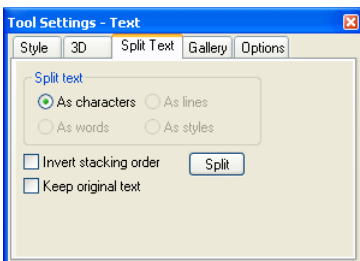 Tool Settings - Text
Style 3D Split Text Gallery Options
Split text
As characters As lines
As words As styles
Invert stacking order Split
Keep original text